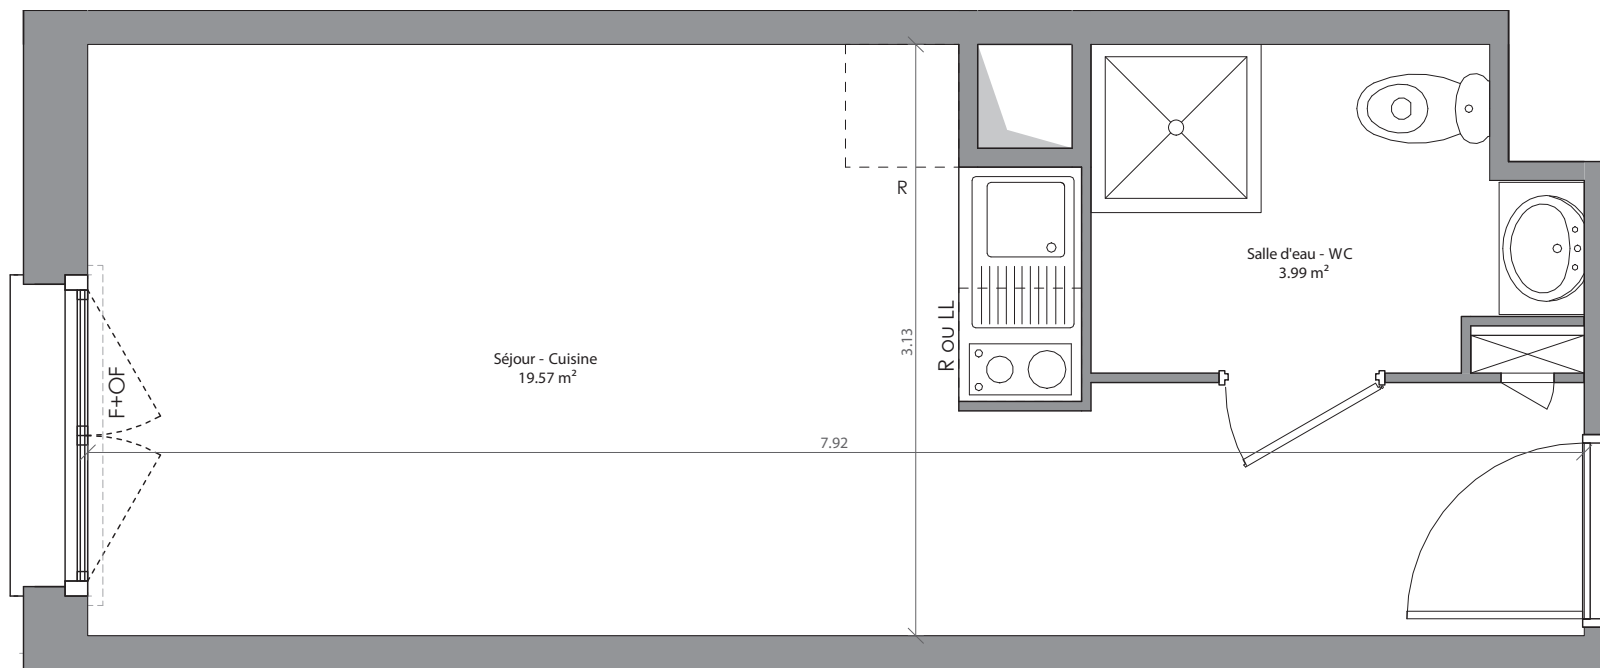 R
Salle d'eau - WC
3.99 m²
R ou LL
3.13
Séjour - Cuisine
19.57 m²
F+OF
7.92